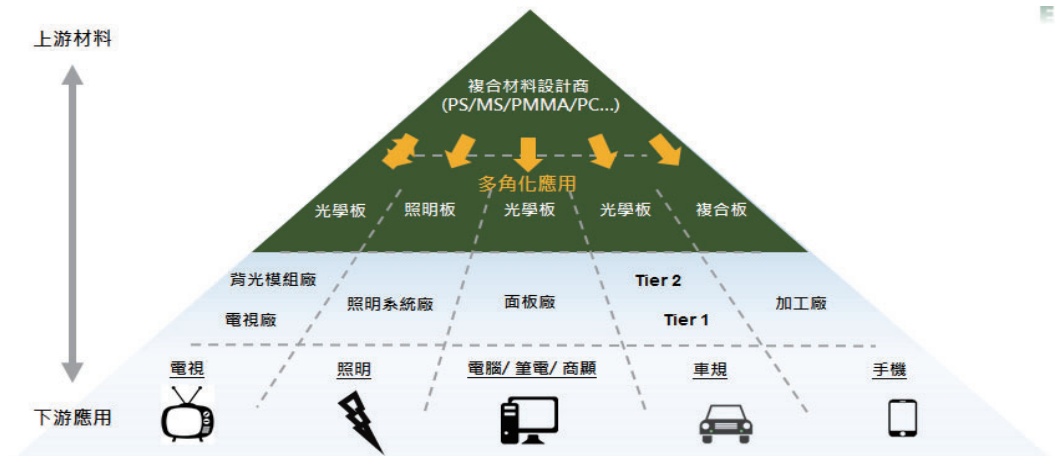 上游材料
複合材料設計商
(PS/MS/PMMA/PC...)
多角化應用
光學板 照明板 光學板 光學板 複合板
背光模組廠
電視廠
照明系統廠
面板廠
Tier 2
Tier 1
加工廠
電視 照明 電腦/ 筆電/ 商顯 車規 手機
下游應用